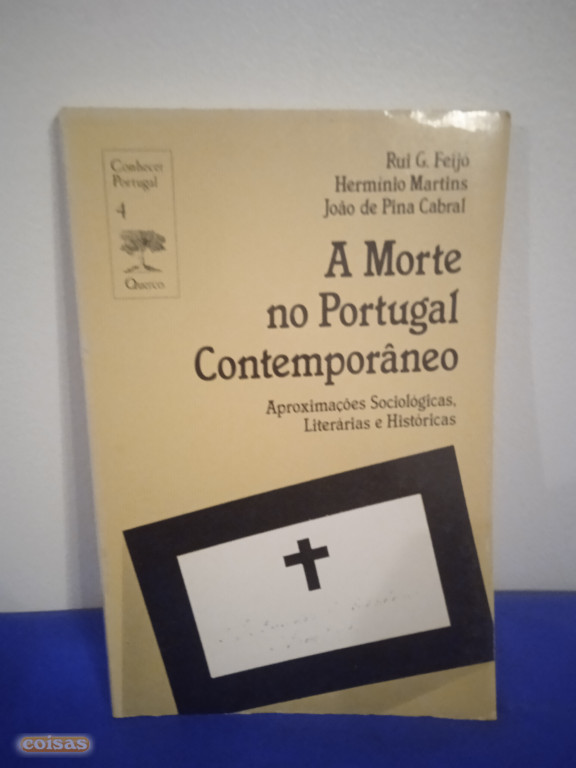 Conhecer
Portugal
4
Querco
Rui G. Feijó
Hermínio Martins
João de Pina Cabral
A Morte
no Portugal
Contemporâneo
Aproximações Sociológicas,
Literárias e Históricas
coisas